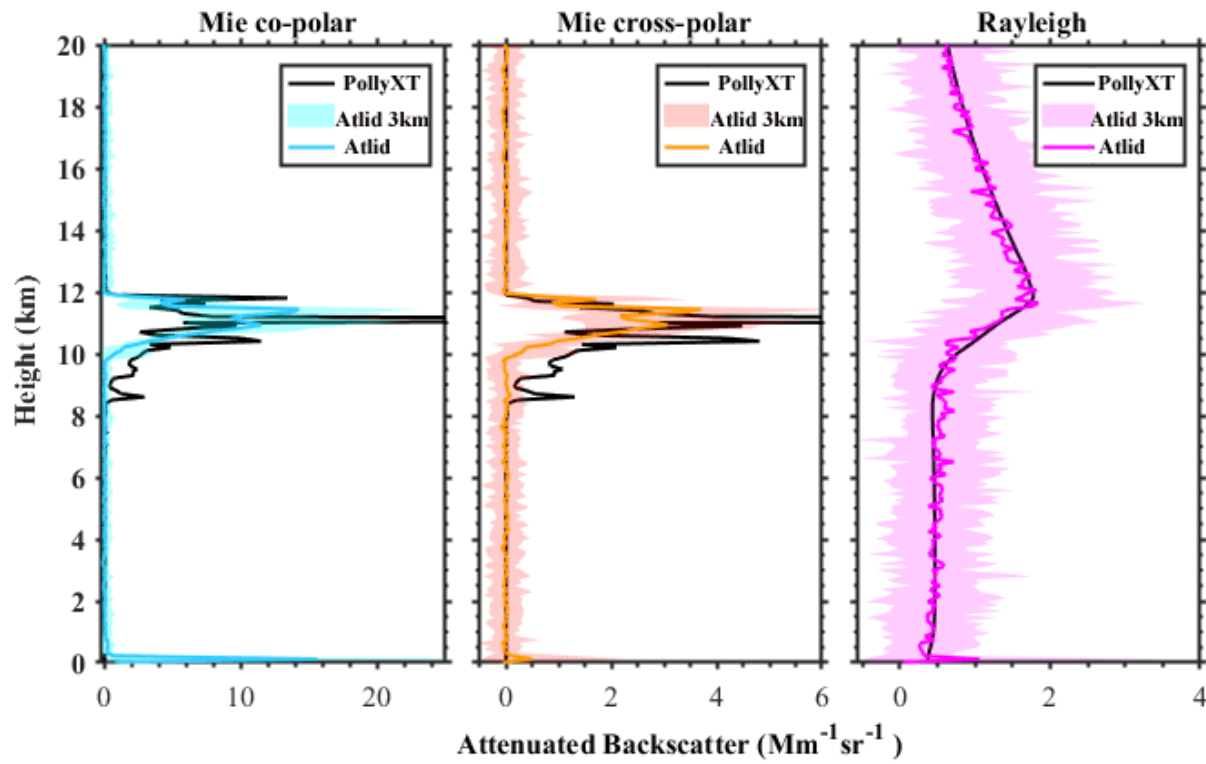 Mie co-polar
Mie cross-polar
Rayleigh
20
18
16
14
12
10
8
6
4
2
0
Height (km)
PollyXT
Atlid 3km
Atlid
PollyXT
Atlid 3km
Atlid
PollyXT
Atlid 3km
Atlid
0 10 20
0 2 4 6
0 2 4
Attenuated Backscatter (Mm⁻¹sr⁻¹ )